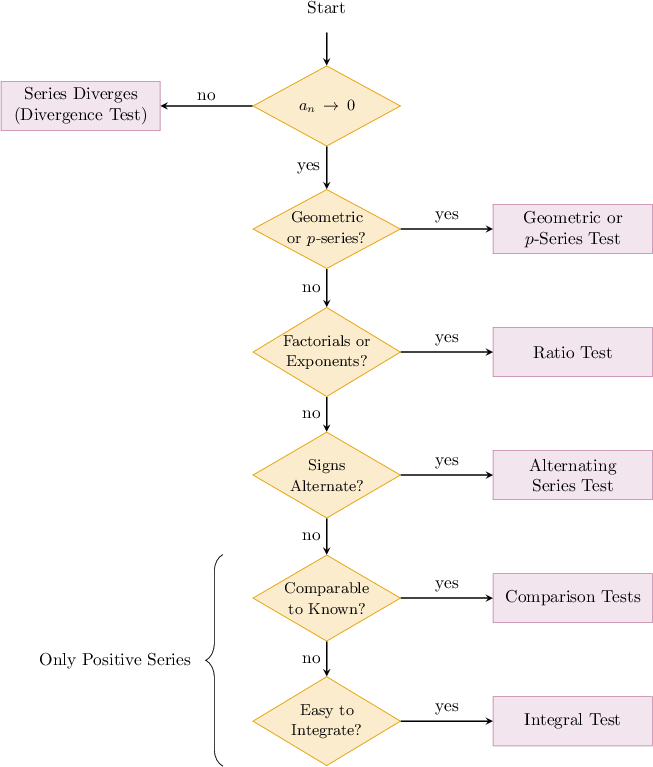 Start
Series Diverges
(Divergence Test)
no
aₙ → 0
yes
Geometric
or p-series?
yes
Geometric or
p-Series Test
no
Factorials or
Exponents?
yes
Ratio Test
no
Signs
Alternate?
yes
Alternating
Series Test
no
Comparable
to Known?
yes
Comparison Tests
Only Positive Series
no
Easy to
Integrate?
yes
Integral Test